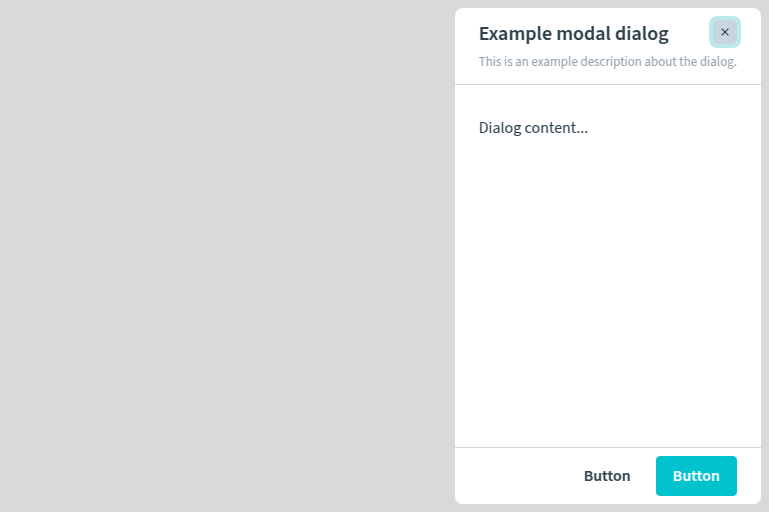 Example modal dialog
This is an example description about the dialog.
Dialog content...
Button Button